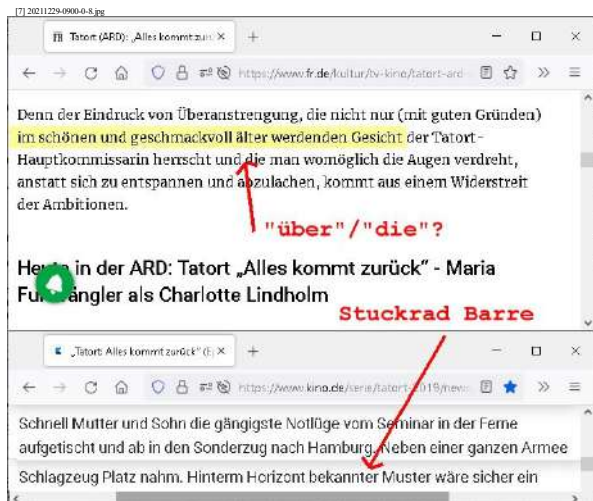 [7] 20211229-0900-0-8.jpg
Tatort (ARD): „Alles kommt zurü ×
https://www.fr.de/kultur/tv-kino/tatort-ard
Denn der Eindruck von Überanstrengung, die nicht nur (mit guten Gründen)
im schönen und geschmackvoll älter werdenden Gesicht der Tatort-
Hauptkommissarin herrscht und die man womöglich die Augen verdreht,
anstatt sich zu entspannen und abzulachen, kommt aus einem Widerstreit
der Ambitionen.
"über"/"die"?
Heute in der ARD: Tatort „Alles kommt zurück“ - Maria
Fu ängler als Charlotte Lindholm
Stuckrad Barre
„Tatort: Alles kommt zurück“ (E ×
https://www.kino.de/serie/tatort-2019/news
Schnell Mutter und Sohn die gängigste Notlüge vom Seminar in der Ferne
aufgetischt und ab in den Sonderzug nach Hamburg. Neben einer ganzen Armee
Schlagzeug Platz nahm. Hinterm Horizont bekannter Muster wäre sicher ein